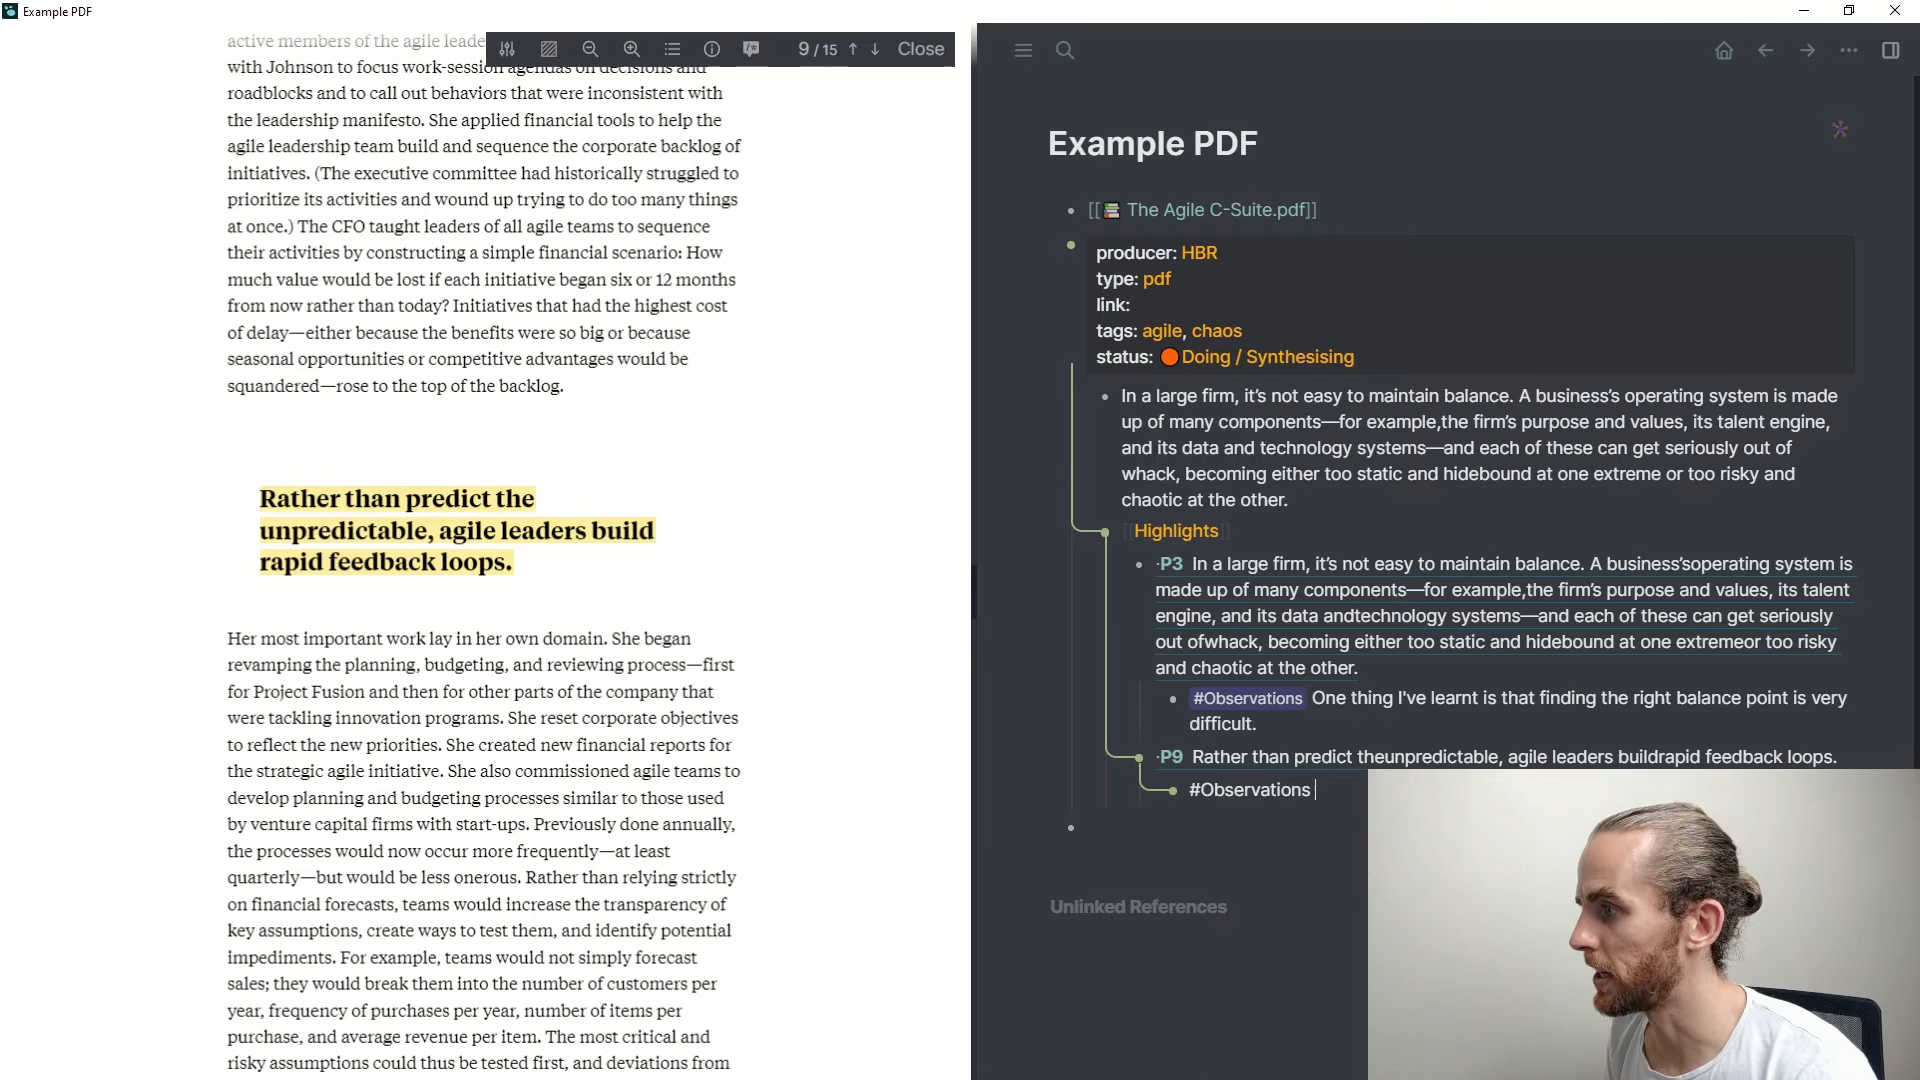 Example PDF
active members of the agile leade
with Johnson to focus work-session agendas on decisions and
roadblocks and to call out behaviors that were inconsistent with
the leadership manifesto. She applied financial tools to help the
agile leadership team build and sequence the corporate backlog of
initiatives. (The executive committee had historically struggled to
prioritize its activities and wound up trying to do too many things
at once.) The CFO taught leaders of all agile teams to sequence
their activities by constructing a simple financial scenario: How
much value would be lost if each initiative began six or 12 months
from now rather than today? Initiatives that had the highest cost
of delay—either because the benefits were so big or because
seasonal opportunities or competitive advantages would be
squandered—rose to the top of the backlog.
Rather than predict the
unpredictable, agile leaders build
rapid feedback loops.
Her most important work lay in her own domain. She began
revamping the planning, budgeting, and reviewing process—first
for Project Fusion and then for other parts of the company that
were tackling innovation programs. She reset corporate objectives
to reflect the new priorities. She created new financial reports for
the strategic agile initiative. She also commissioned agile teams to
develop planning and budgeting processes similar to those used
by venture capital firms with start-ups. Previously done annually,
the processes would now occur more frequently—at least
quarterly—but would be less onerous. Rather than relying strictly
on financial forecasts, teams would increase the transparency of
key assumptions, create ways to test them, and identify potential
impediments. For example, teams would not simply forecast
sales; they would break them into the number of customers per
year, frequency of purchases per year, number of items per
purchase, and average revenue per item. The most critical and
risky assumptions could thus be tested first, and deviations from
9 / 15 ↑ ↓ Close
Example PDF
[[📚 The Agile C-Suite.pdf]]
producer: HBR
type: pdf
link:
tags: agile, chaos
status: 🟠Doing / Synthesising
In a large firm, it’s not easy to maintain balance. A business’s operating system is made
up of many components—for example,the firm’s purpose and values, its talent engine,
and its data and technology systems—and each of these can get seriously out of
whack, becoming either too static and hidebound at one extreme or too risky and
chaotic at the other.
[[Highlights]]
·P3 In a large firm, it’s not easy to maintain balance. A business’soperating system is
made up of many components—for example,the firm’s purpose and values, its talent
engine, and its data andtechnology systems—and each of these can get seriously
out ofwhack, becoming either too static and hidebound at one extremeor too risky
and chaotic at the other.
#Observations One thing I've learnt is that finding the right balance point is very
difficult.
·P9 Rather than predict theunpredictable, agile leaders buildrapid feedback loops.
#Observations
Unlinked References